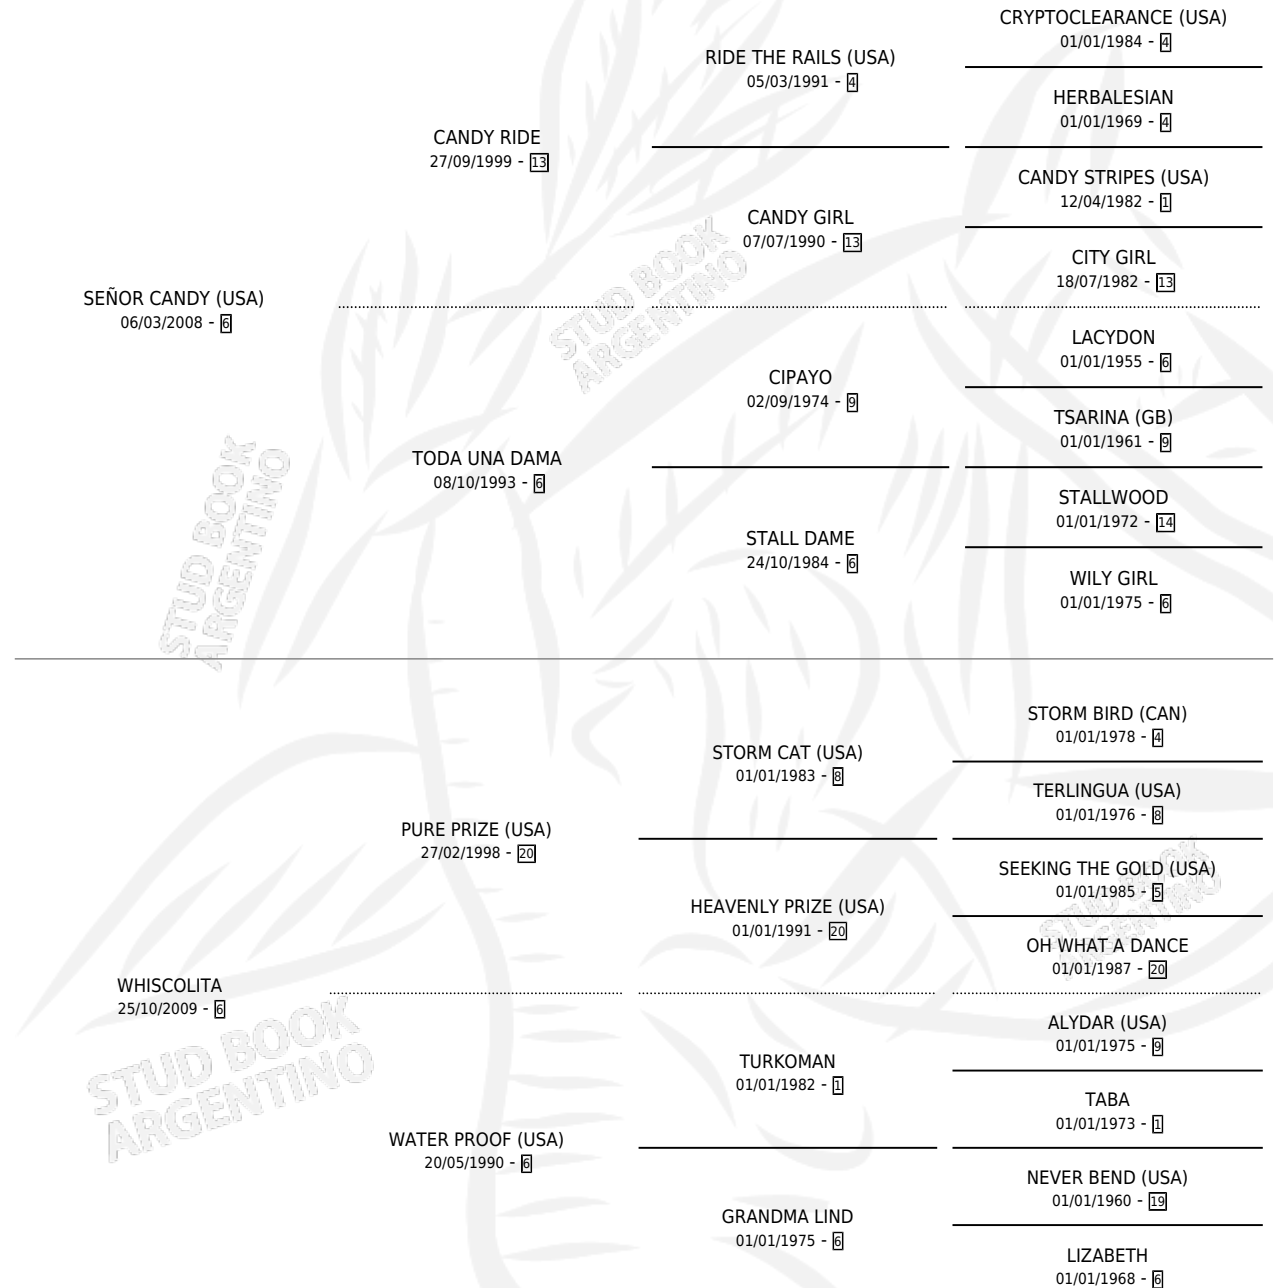 CRYPTOCLEARANCE (USA)
01/01/1984 - 4
RIDE THE RAILS (USA)
05/03/1991 - 4
HERBALESIAN
01/01/1969 - 4
CANDY RIDE
27/09/1999 - 13
CANDY STRIPES (USA)
12/04/1982 - 1
CANDY GIRL
07/07/1990 - 13
CITY GIRL
18/07/1982 - 13
SEÑOR CANDY (USA)
06/03/2008 - 6
LACYDON
01/01/1955 - 6
CIPAYO
02/09/1974 - 9
TSARINA (GB)
01/01/1961 - 9
TODA UNA DAMA
08/10/1993 - 6
STALLWOOD
01/01/1972 - 14
STALL DAME
24/10/1984 - 6
WILY GIRL
01/01/1975 - 6
STORM BIRD (CAN)
01/01/1978 - 4
STORM CAT (USA)
01/01/1983 - 8
TERLINGUA (USA)
01/01/1976 - 8
PURE PRIZE (USA)
27/02/1998 - 20
SEEKING THE GOLD (USA)
01/01/1985 - 5
HEAVENLY PRIZE (USA)
01/01/1991 - 20
OH WHAT A DANCE
01/01/1987 - 20
WHISCOLITA
25/10/2009 - 6
ALYDAR (USA)
01/01/1975 - 9
TURKOMAN
01/01/1982 - 1
TABA
01/01/1973 - 1
WATER PROOF (USA)
20/05/1990 - 6
NEVER BEND (USA)
01/01/1960 - 19
GRANDMA LIND
01/01/1975 - 6
LIZABETH
01/01/1968 - 6
STUD BOOK
ARGENTINO
STUD BOOK
ARGENTINO
STUD BOOK
ARGENTINO
STUD BOOK
ARGENTINO